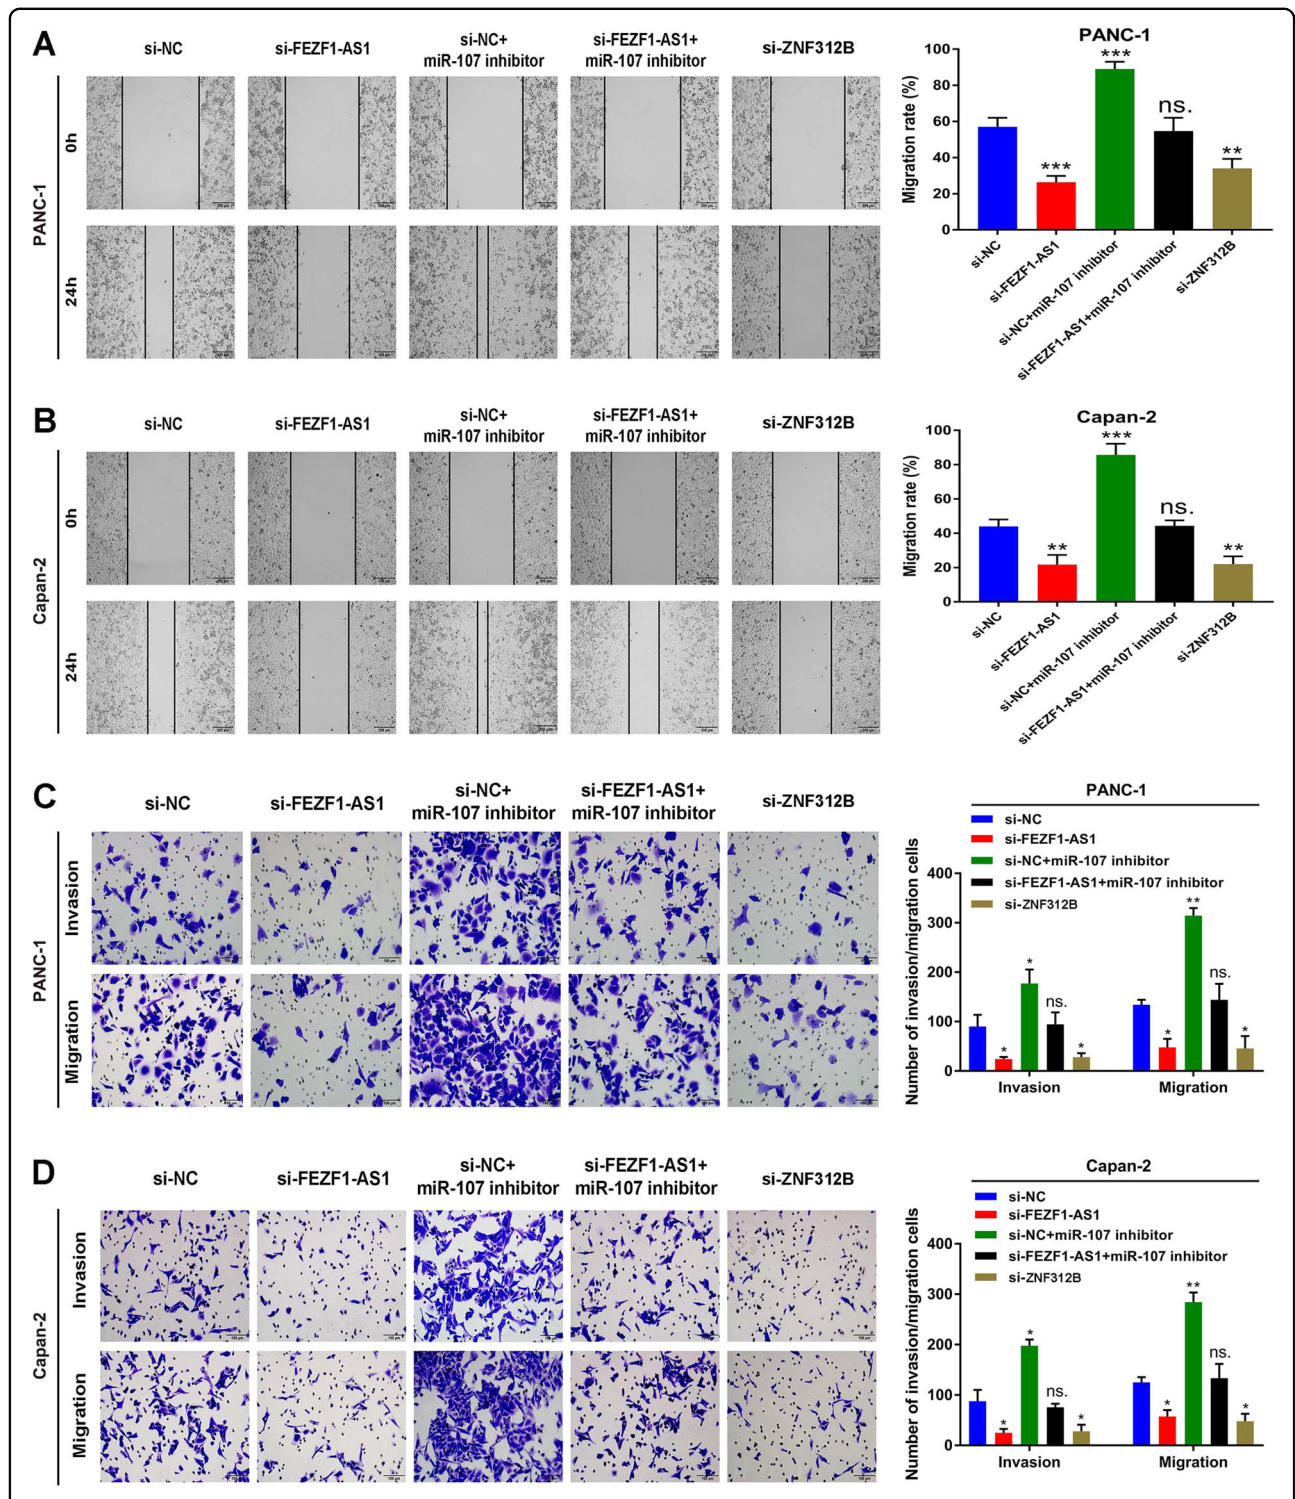 A
si-NC
si-FEZF1-AS1
si-NC+
miR-107 inhibitor
si-FEZF1-AS1+
miR-107 inhibitor
si-ZNF312B
PANC-1
0h
24h
PANC-1
Migration rate (%)
100
80
60
40
20
0
***
***
ns.
**
si-NC
si-FEZF1-AS1
si-NC+miR-107 inhibitor
si-FEZF1-AS1+miR-107 inhibitor
si-ZNF312B
B
si-NC
si-FEZF1-AS1
si-NC+
miR-107 inhibitor
si-FEZF1-AS1+
miR-107 inhibitor
si-ZNF312B
Capan-2
0h
24h
Capan-2
Migration rate (%)
100
80
60
40
20
0
**
***
ns.
**
si-NC
si-FEZF1-AS1
si-NC+miR-107 inhibitor
si-FEZF1-AS1+miR-107 inhibitor
si-ZNF312B
C
si-NC
si-FEZF1-AS1
si-NC+
miR-107 inhibitor
si-FEZF1-AS1+
miR-107 inhibitor
si-ZNF312B
PANC-1
Invasion
Migration
PANC-1
si-NC
si-FEZF1-AS1
si-NC+miR-107 inhibitor
si-FEZF1-AS1+miR-107 inhibitor
si-ZNF312B
Number of invasion/migration cells
400
300
200
100
0
*
*
ns.
*
*
**
ns.
*
Invasion
Migration
D
si-NC
si-FEZF1-AS1
si-NC+
miR-107 inhibitor
si-FEZF1-AS1+
miR-107 inhibitor
si-ZNF312B
Capan-2
Invasion
Migration
Capan-2
si-NC
si-FEZF1-AS1
si-NC+miR-107 inhibitor
si-FEZF1-AS1+miR-107 inhibitor
si-ZNF312B
Number of invasion/migration cells
400
300
200
100
0
*
*
ns.
*
*
**
ns.
*
Invasion
Migration